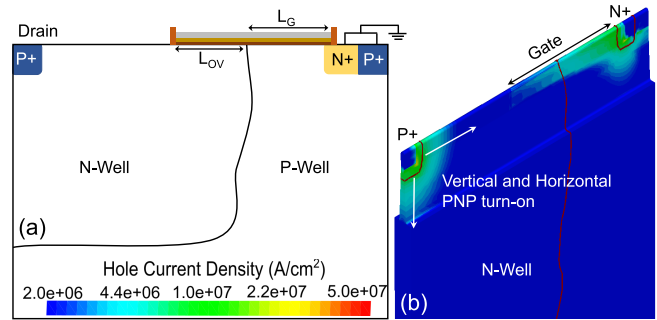 Drain
L_G
P+
L_OV
N+
P+
N-Well
P-Well
(a)
Hole Current Density (A/cm²)
2.0e+06 4.4e+06 1.0e+07 2.2e+07 5.0e+07
N+
Gate
P+
Vertical and Horizontal
PNP turn-on
N-Well
(b)